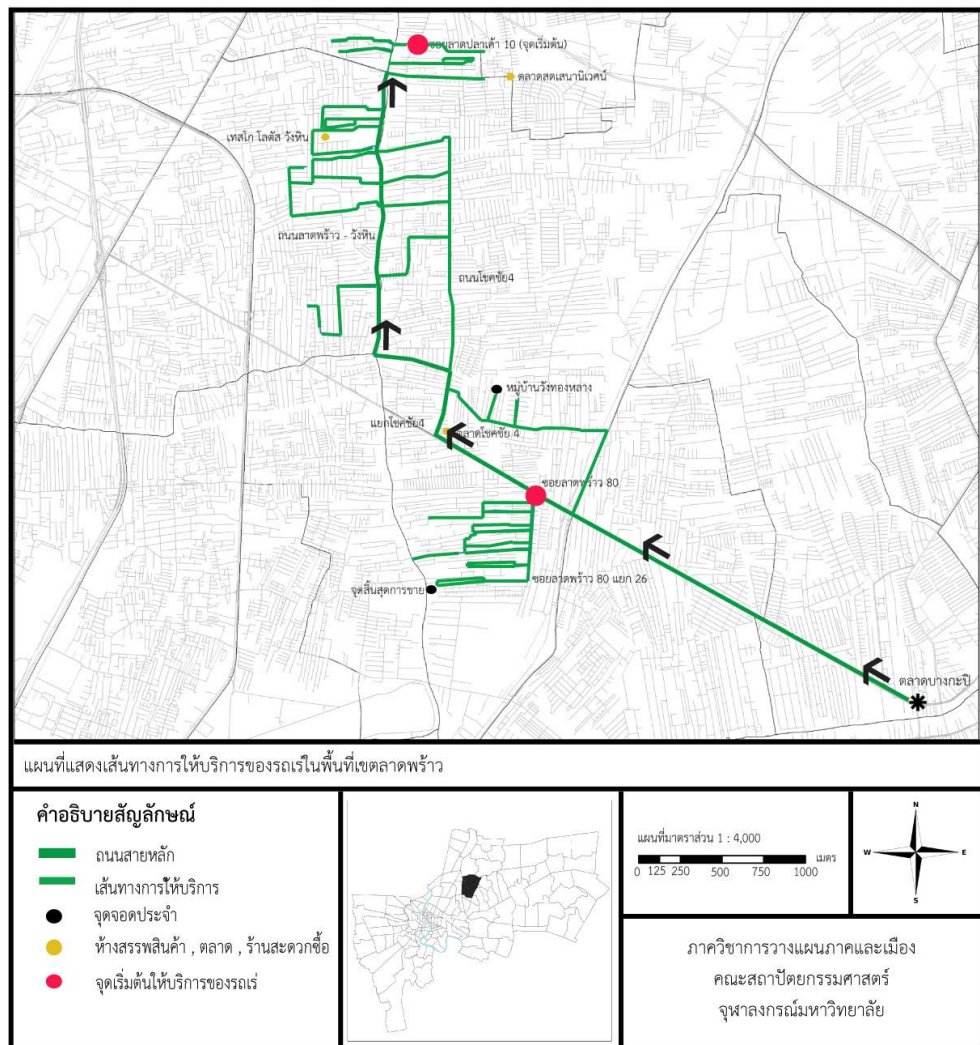 ซอยลาดปลาเค้า 10 (จุดเริ่มต้น)
ตลาดสดเสนานิเวศน์
เทสโก โลตัส วังหิน
ถนนลาดพร้าว - วังหิน
ถนนโชคชัย4
หมู่บ้านวังทองหลาง
แยกโชคชัย4
ตลาดโชคชัย 4
ซอยลาดพร้าว 80
ซอยลาดพร้าว 80 แยก 26
จุดสิ้นสุดการขาย
ตลาดบางกะปิ
แผนที่แสดงเส้นทางการให้บริการของรถเร่ในพื้นที่เขตลาดพร้าว
คำอธิบายสัญลักษณ์
ถนนสายหลัก
เส้นทางการให้บริการ
จุดจอดประจำ
ห้างสรรพสินค้า , ตลาด , ร้านสะดวกซื้อ
จุดเริ่มต้นให้บริการของรถเร่
แผนที่มาตราส่วน 1 : 4,000
เมตร
0 125 250 500 750 1000
N
W E
S
ภาควิชาการวางแผนภาคและเมือง
คณะสถาปัตยกรรมศาสตร์
จุฬาลงกรณ์มหาวิทยาลัย